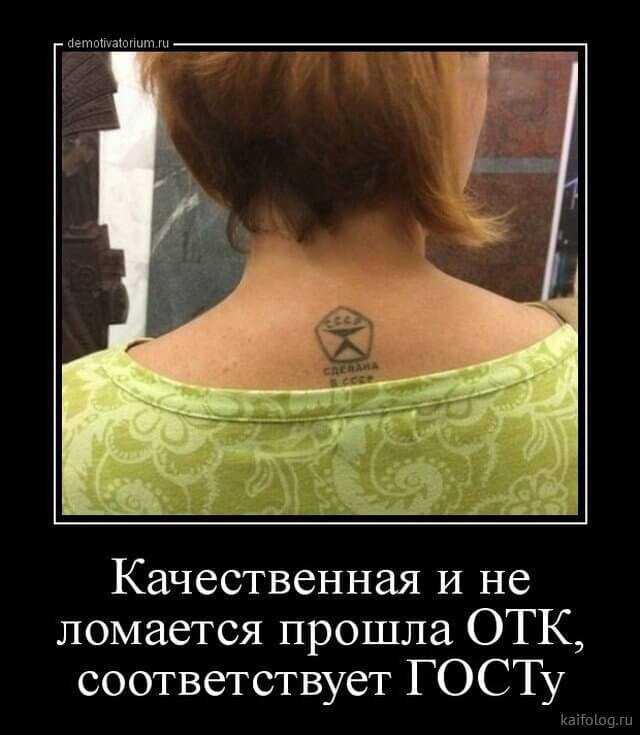 demotivatorium.ru
СССР
СДЕЛАНА
В СССР
Качественная и не
ломается прошла ОТК,
соответствует ГОСТу
kaifolog.ru